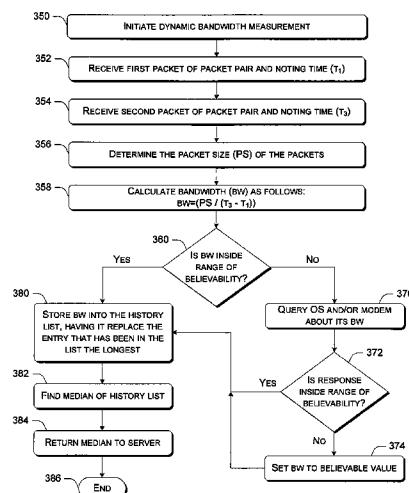 350
INITIATE DYNAMIC BANDWIDTH MEASUREMENT
352
RECEIVE FIRST PACKET OF PACKET PAIR AND NOTING TIME (T1)
354
RECEIVE SECOND PACKET OF PACKET PAIR AND NOTING TIME (T3)
356
DETERMINE THE PACKET SIZE (PS) OF THE PACKETS
358
CALCULATE BANDWIDTH (BW) AS FOLLOWS:
BW=(PS / (T3 - T1))
360
IS BW INSIDE
RANGE OF
BELIEVABILITY?
YES
NO
380
STORE BW INTO THE HISTORY
LIST, HAVING IT REPLACE THE
ENTRY THAT HAS BEEN IN THE
LIST THE LONGEST
370
QUERY OS AND/OR MODEM
ABOUT ITS BW
372
IS RESPONSE
INSIDE RANGE OF
BELIEVABILITY?
YES
NO
382
FIND MEDIAN OF HISTORY LIST
384
RETURN MEDIAN TO SERVER
374
SET BW TO BELIEVABLE VALUE
386
END